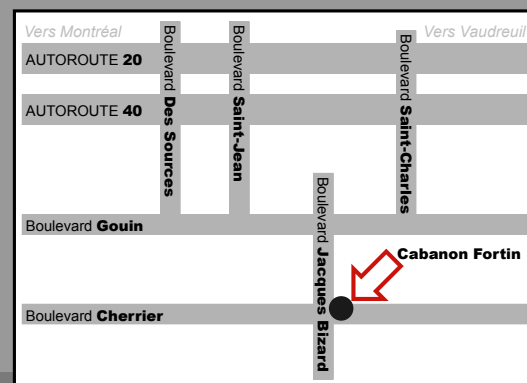 Vers Montréal
Vers Vaudreuil
AUTOROUTE 20
AUTOROUTE 40
Boulevard Des Sources
Boulevard Saint-Jean
Boulevard Saint-Charles
Boulevard Gouin
Boulevard Jacques Bizard
Cabanon Fortin
Boulevard Cherrier